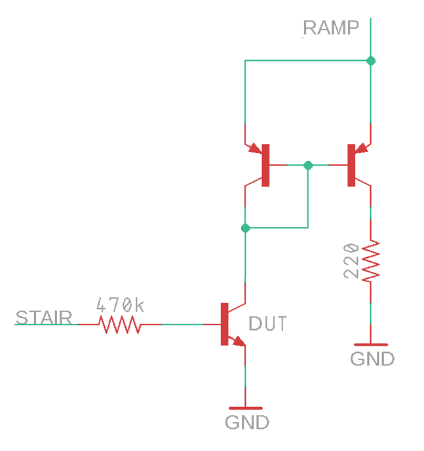 RAMP
220
470k
STAIR
DUT
GND
GND